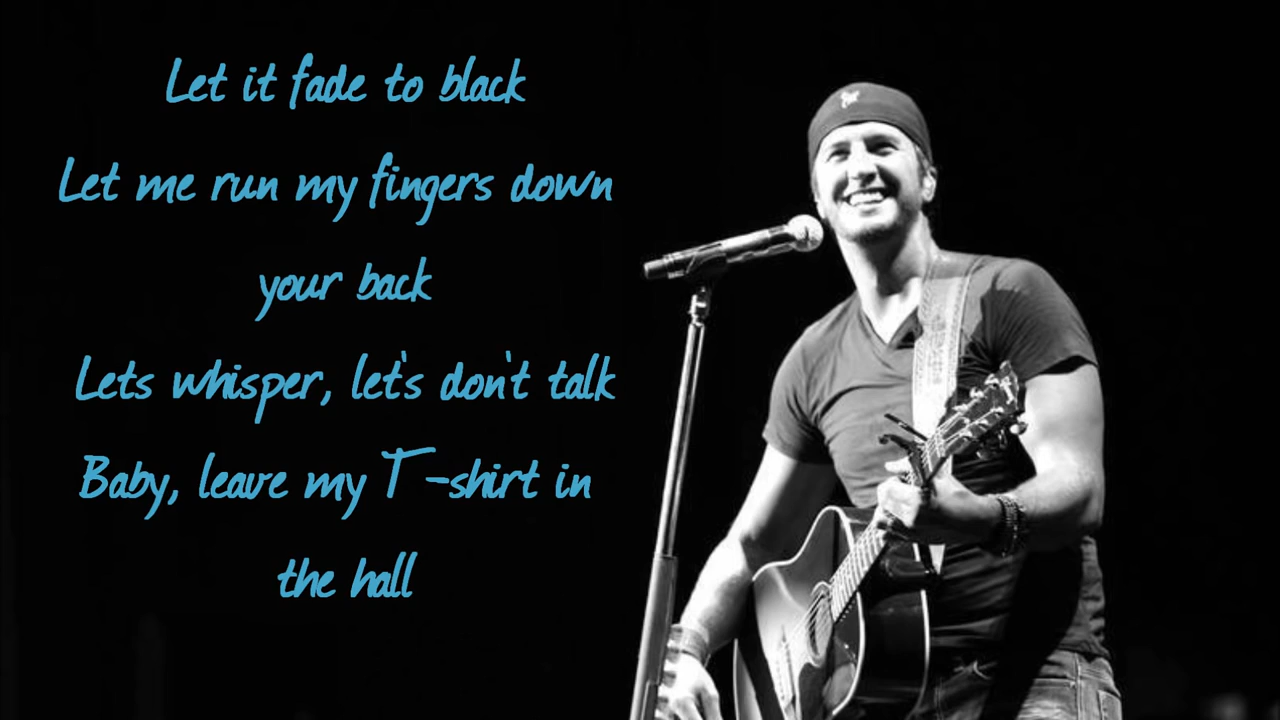 Let it fade to black
Let me run my fingers down
your back
Lets whisper, let's don't talk
Baby, leave my T-shirt in
the hall